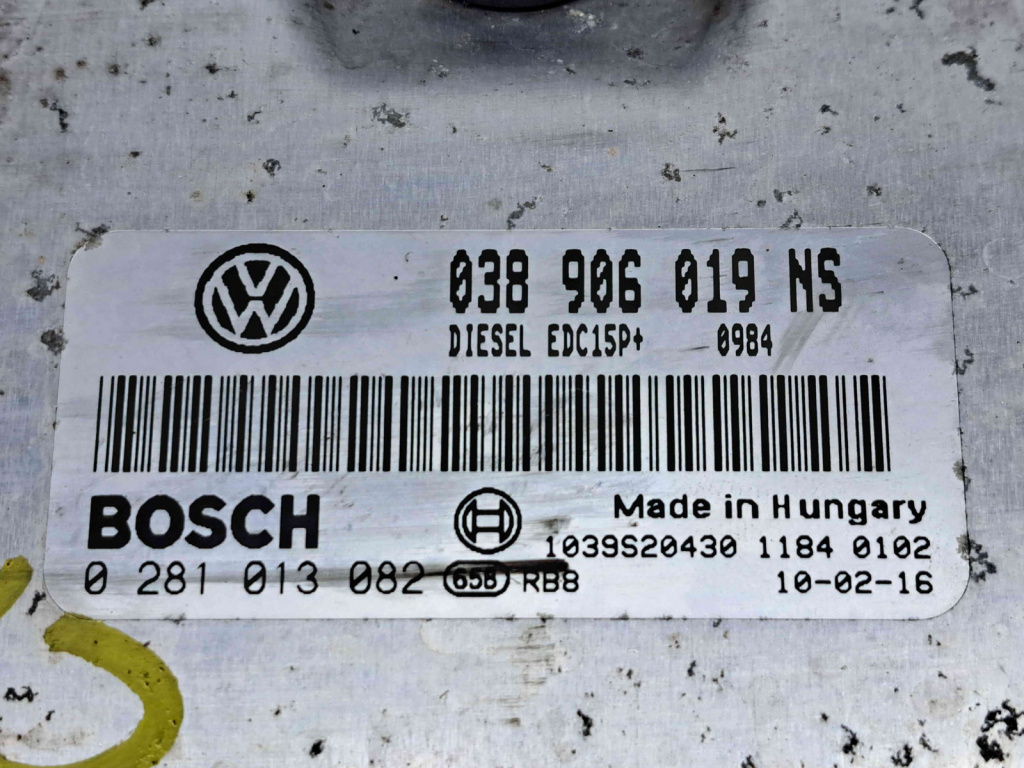 038 906 019 NS
DIESEL EDC15P+ 0984
BOSCH
Made in Hungary
1039S20430 1184 0102
0 281 013 082 658 RB8
10-02-16